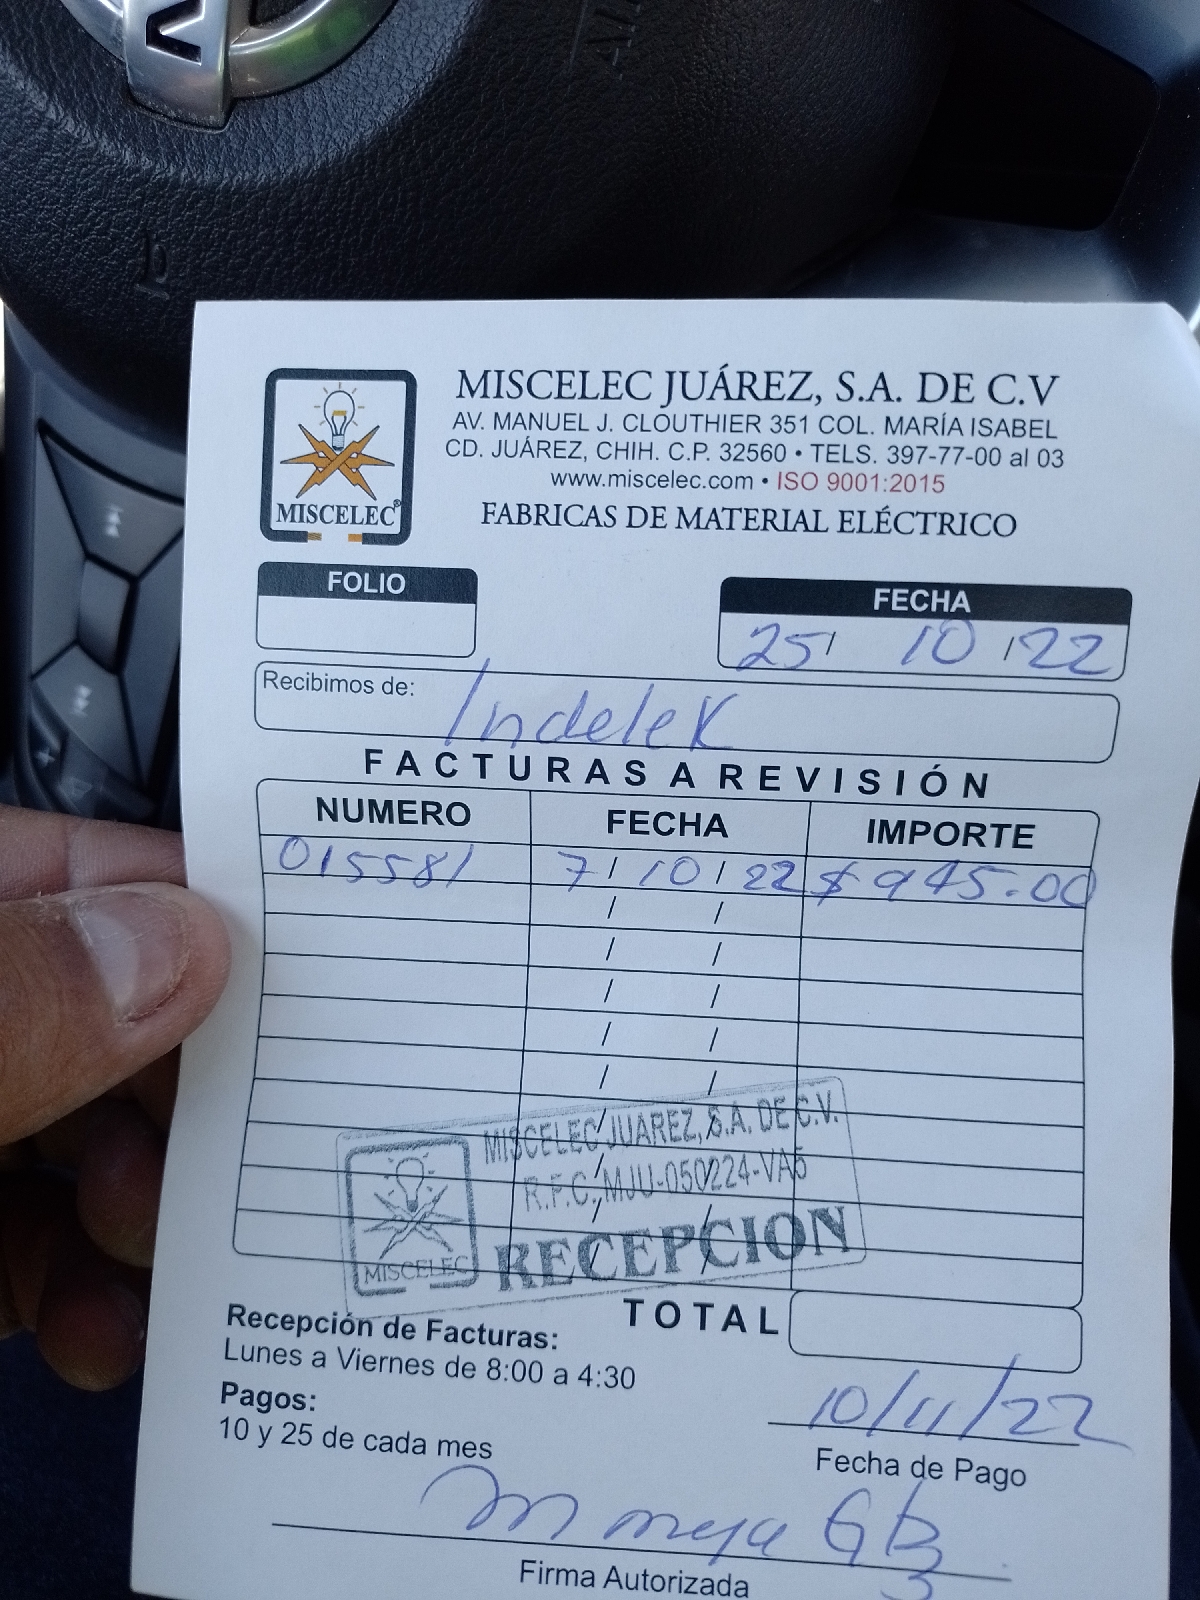 MISCELEC®
MISCELEC JUÁREZ, S.A. DE C.V
AV. MANUEL J. CLOUTHIER 351 COL. MARÍA ISABEL
CD. JUÁREZ, CHIH. C.P. 32560 • TELS. 397-77-00 al 03
www.miscelec.com • ISO 9001:2015
FABRICAS DE MATERIAL ELÉCTRICO
FOLIO
FECHA
25/ 10 /22
Recibimos de: Indelek
FACTURAS A REVISIÓN
NUMERO FECHA IMPORTE
015581 7/ 10 / 22 $ 945.00
MISCELEC JUAREZ, S.A. DE C.V.
R.F.C. MJU-050224-VA5
RECEPCION
MISCELEC
TOTAL
Recepción de Facturas:
Lunes a Viernes de 8:00 a 4:30
Pagos:
10 y 25 de cada mes
10/11/22
Fecha de Pago
Firma Autorizada